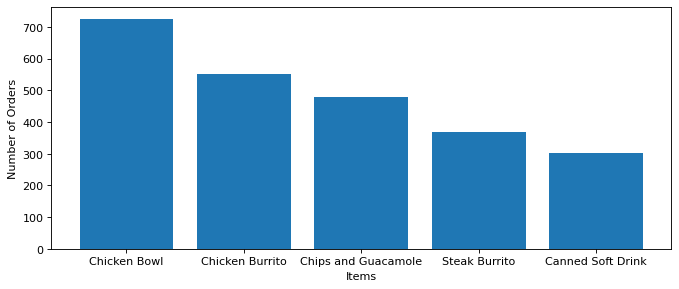 700
600
500
400
300
200
100
0
Number of Orders
Chicken Bowl
Chicken Burrito
Chips and Guacamole
Steak Burrito
Canned Soft Drink
Items